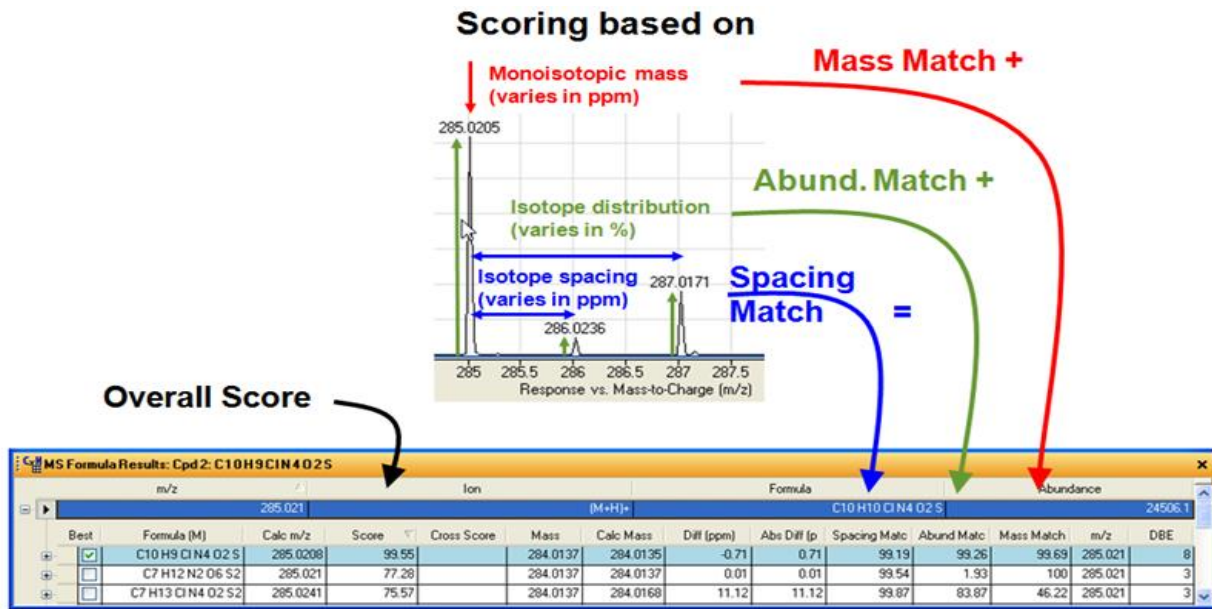 Scoring based on
Monoisotopic mass
(varies in ppm)
Mass Match +
285.0205
Abund. Match +
Isotope distribution
(varies in %)
Isotope spacing
(varies in ppm)
287.0171
Spacing
Match =
286.0236
285 285.5 286 286.5 287 287.5
Response vs. Mass-to-Charge (m/z)
Overall Score
MS Formula Results: Cpd 2: C10 H9 Cl N4 O2 S
m/z Ion Formula Abundance
285.021 (M+H)+ C10 H10 Cl N4 O2 S 24506.1
Best Formula (M) Calc m/z Score Cross Score Mass Calc Mass Diff (ppm) Abs Diff (p Spacing Matc Abund Matc Mass Match m/z DBE
C10 H9 Cl N4 O2 S 285.0208 99.55 284.0137 284.0135 -0.71 0.71 99.19 99.26 99.69 285.021 8
C7 H12 N2 O6 S2 285.021 77.28 284.0137 284.0137 0.01 0.01 99.54 1.93 100 285.021 3
C7 H13 Cl N4 O2 S2 285.0241 75.57 284.0137 284.0168 11.12 11.12 99.87 83.87 46.22 285.021 3